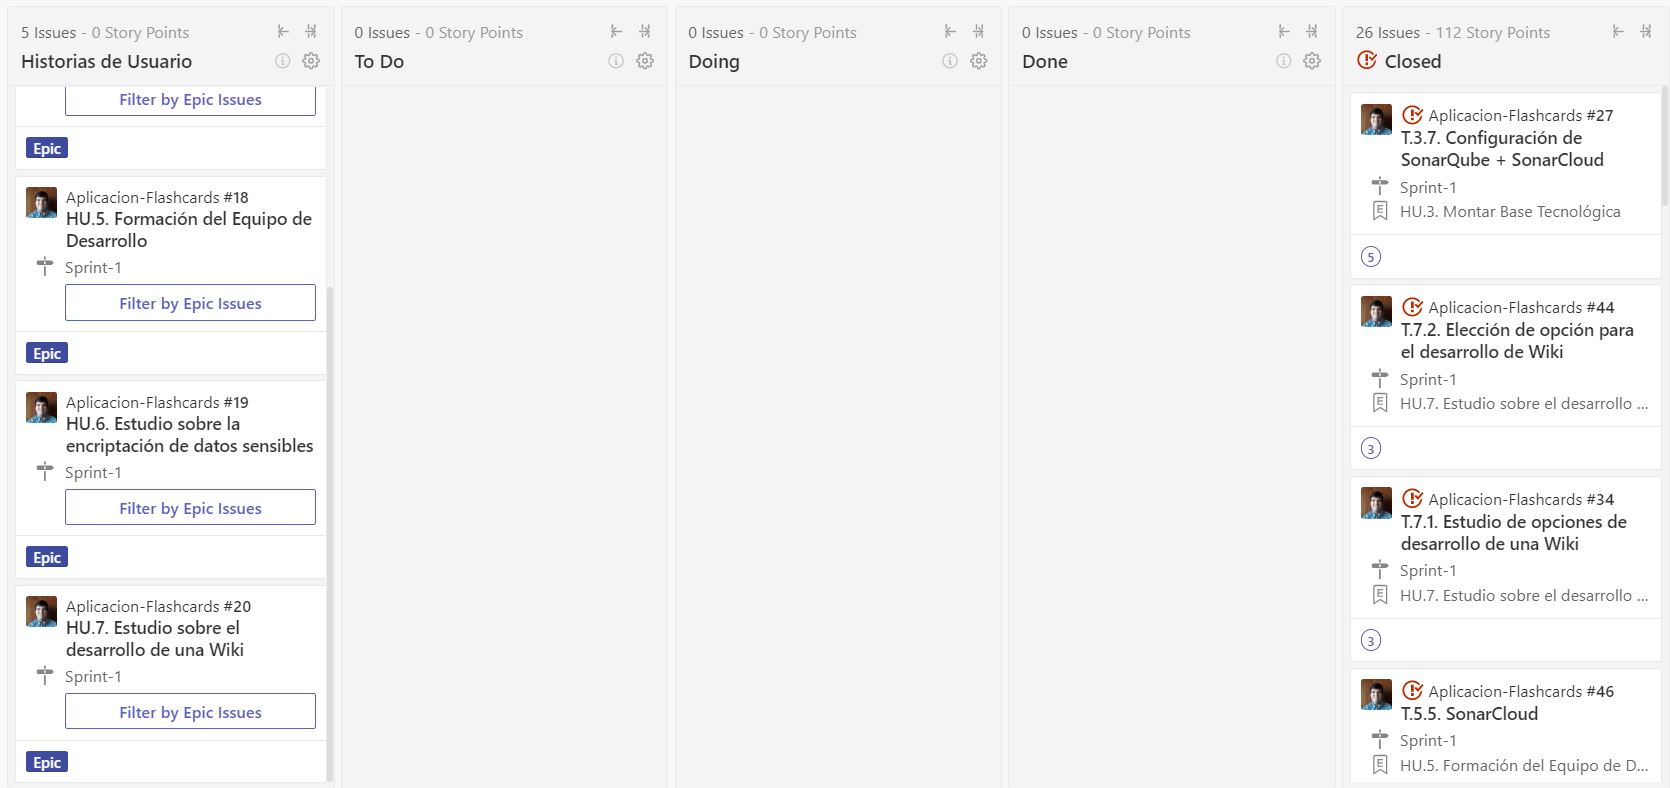 5 Issues - 0 Story Points
Historias de Usuario
Filter by Epic Issues
Epic
Aplicacion-Flashcards #18
HU.5. Formación del Equipo de
Desarrollo
Sprint-1
Filter by Epic Issues
Epic
Aplicacion-Flashcards #19
HU.6. Estudio sobre la
encriptación de datos sensibles
Sprint-1
Filter by Epic Issues
Epic
Aplicacion-Flashcards #20
HU.7. Estudio sobre el
desarrollo de una Wiki
Sprint-1
Filter by Epic Issues
Epic
0 Issues - 0 Story Points
To Do
0 Issues - 0 Story Points
Doing
0 Issues - 0 Story Points
Done
26 Issues - 112 Story Points
Closed
Aplicacion-Flashcards #27
T.3.7. Configuración de
SonarQube + SonarCloud
Sprint-1
HU.3. Montar Base Tecnológica
5
Aplicacion-Flashcards #44
T.7.2. Elección de opción para
el desarrollo de Wiki
Sprint-1
HU.7. Estudio sobre el desarrollo ...
3
Aplicacion-Flashcards #34
T.7.1. Estudio de opciones de
desarrollo de una Wiki
Sprint-1
HU.7. Estudio sobre el desarrollo ...
3
Aplicacion-Flashcards #46
T.5.5. SonarCloud
Sprint-1
HU.5. Formación del Equipo de D...